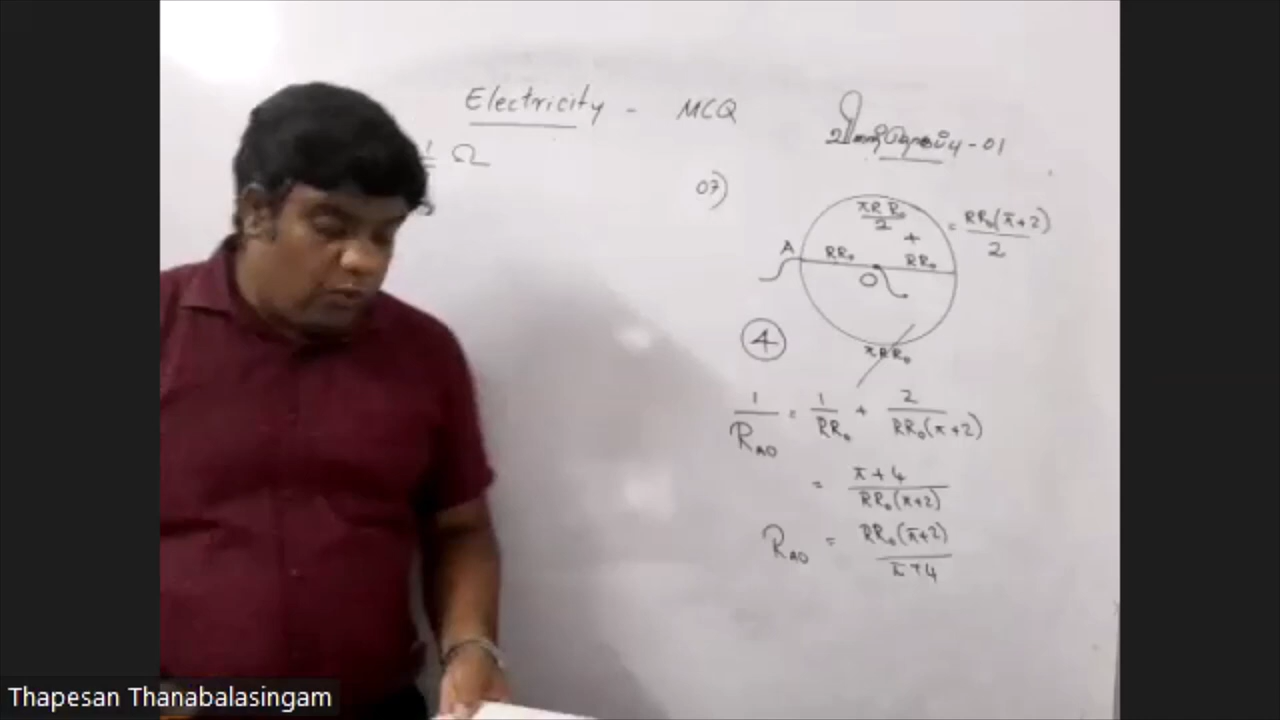 Electricity - MCQ
- 01
Ω
07)
πRR₀/2
+
= RR₀(π+2)/2
A RR₀ RR₀
O
4
πRR₀
1/R_AO = 1/RR₀ + 2/RR₀(π+2)
= π+4/RR₀(π+2)
R_AO = RR₀(π+2)/π+4
Thapesan Thanabalasingam